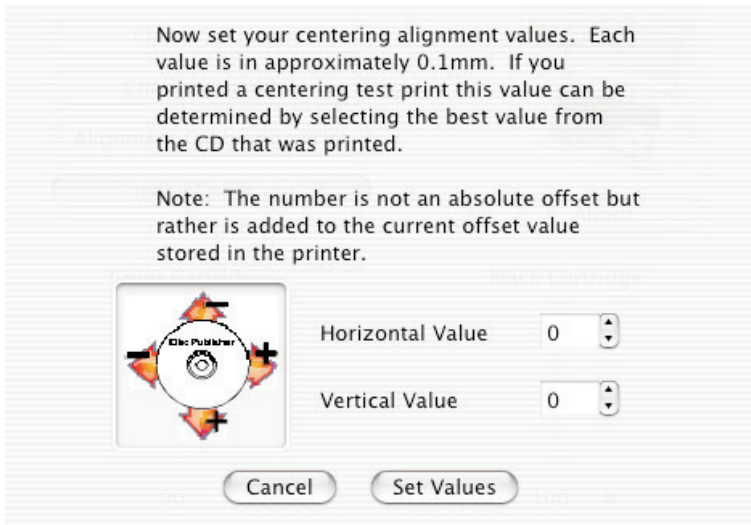 Now set your centering alignment values. Each
value is in approximately 0.1mm. If you
printed a centering test print this value can be
determined by selecting the best value from
the CD that was printed.
Note: The number is not an absolute offset but
rather is added to the current offset value
stored in the printer.
Black Cartridge
Disc Publisher
Horizontal Value 0
Vertical Value 0
Cancel Set Values